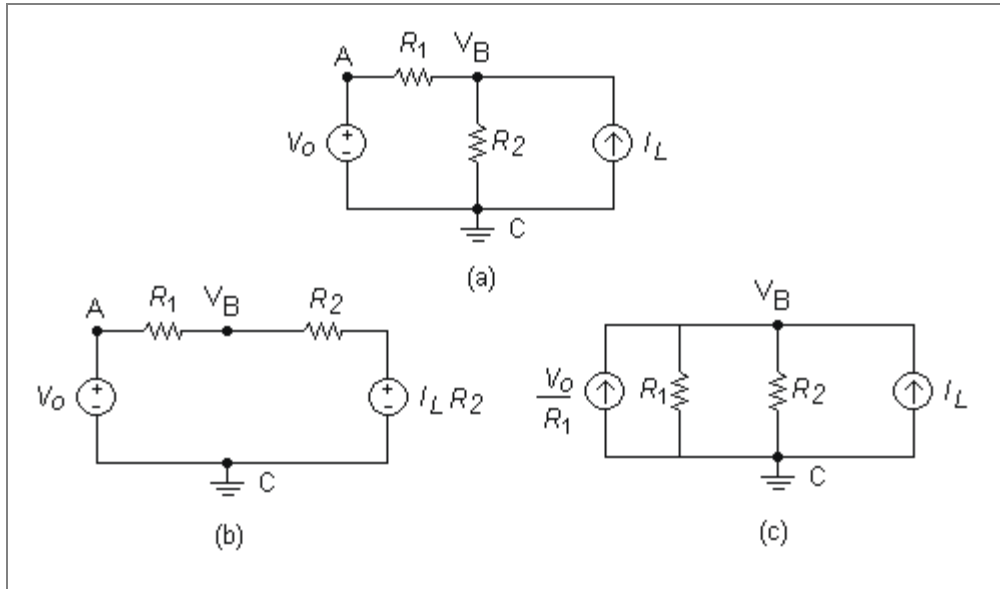 A R1 VB
Vo R2 IL
C
(a)
A R1 VB R2
Vo IL R2
C
(b)
VB
Vo/R1 R1 R2 IL
C
(c)